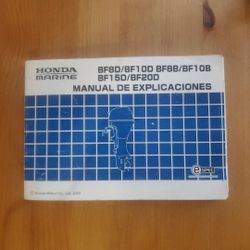 HONDA
marine
BF8D/BF10D BF8B/BF10B
BF15D/BF20D
MANUAL DE EXPLICACIONES